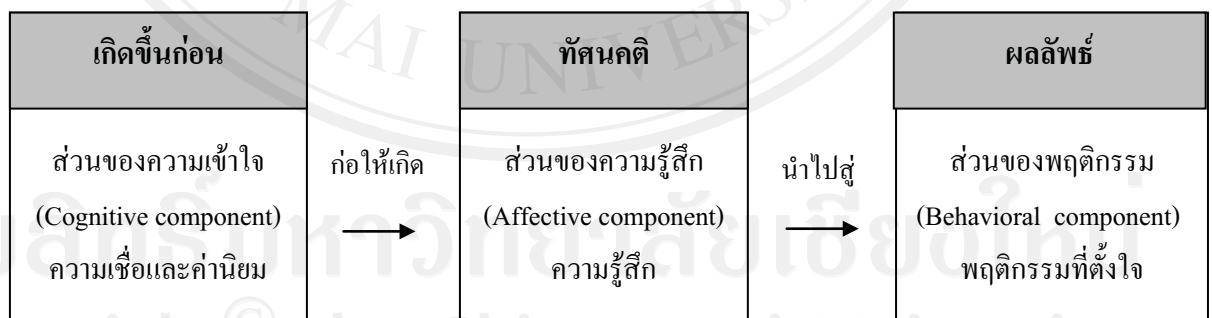 MAI UNIVERS
เกิดขึ้นก่อน
ส่วนของความเข้าใจ
(Cognitive component)
ความเชื่อและค่านิยม
ก่อให้เกิด
ทัศนคติ
ส่วนของความรู้สึก
(Affective component)
ความรู้สึก
นำไปสู่
ผลลัพธ์
ส่วนของพฤติกรรม
(Behavioral component)
พฤติกรรมที่ตั้งใจ